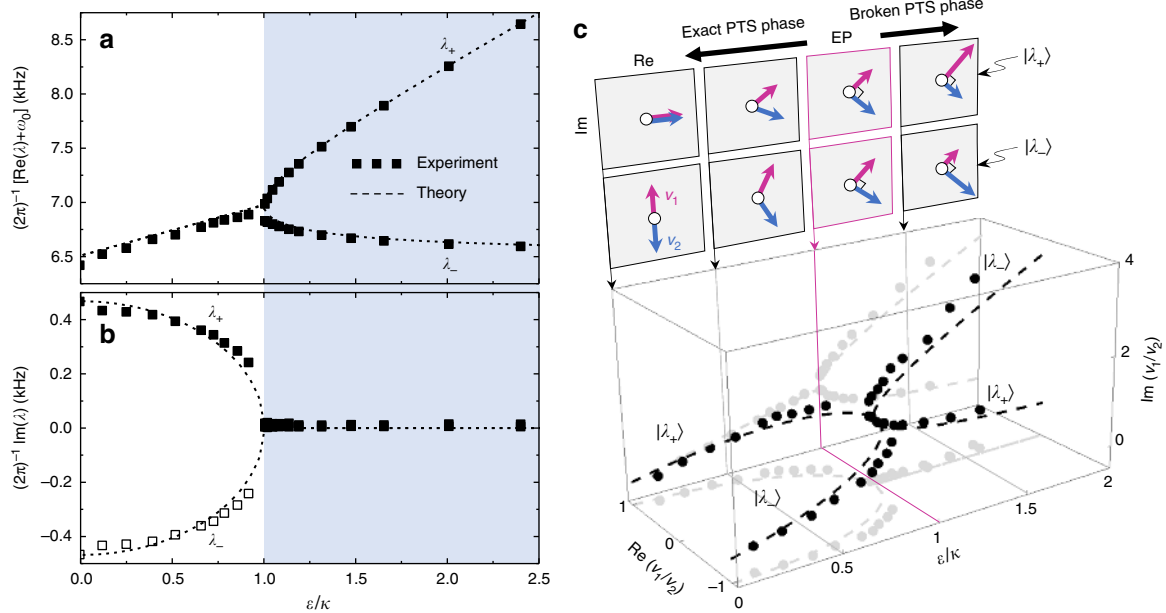 a
8.5
8.0
7.5
7.0
6.5
(2π)⁻¹ [Re(λ)+ω₀] (kHz)
λ₊
Experiment
Theory
λ₋
b
0.4
0.2
0.0
−0.2
−0.4
(2π)⁻¹ Im(λ) (kHz)
λ₊
λ₋
0.0
0.5
1.0
1.5
2.0
2.5
ε/κ
c
Exact PTS phase
EP
Broken PTS phase
Re
Im
|λ₊⟩
|λ₋⟩
v₁
v₂
|λ₋⟩
|λ₊⟩
|λ₊⟩
|λ₋⟩
4
2
0
Im (v₁/v₂)
1
0
−1
Re (v₁/v₂)
0
0.5
1
1.5
2
ε/κ